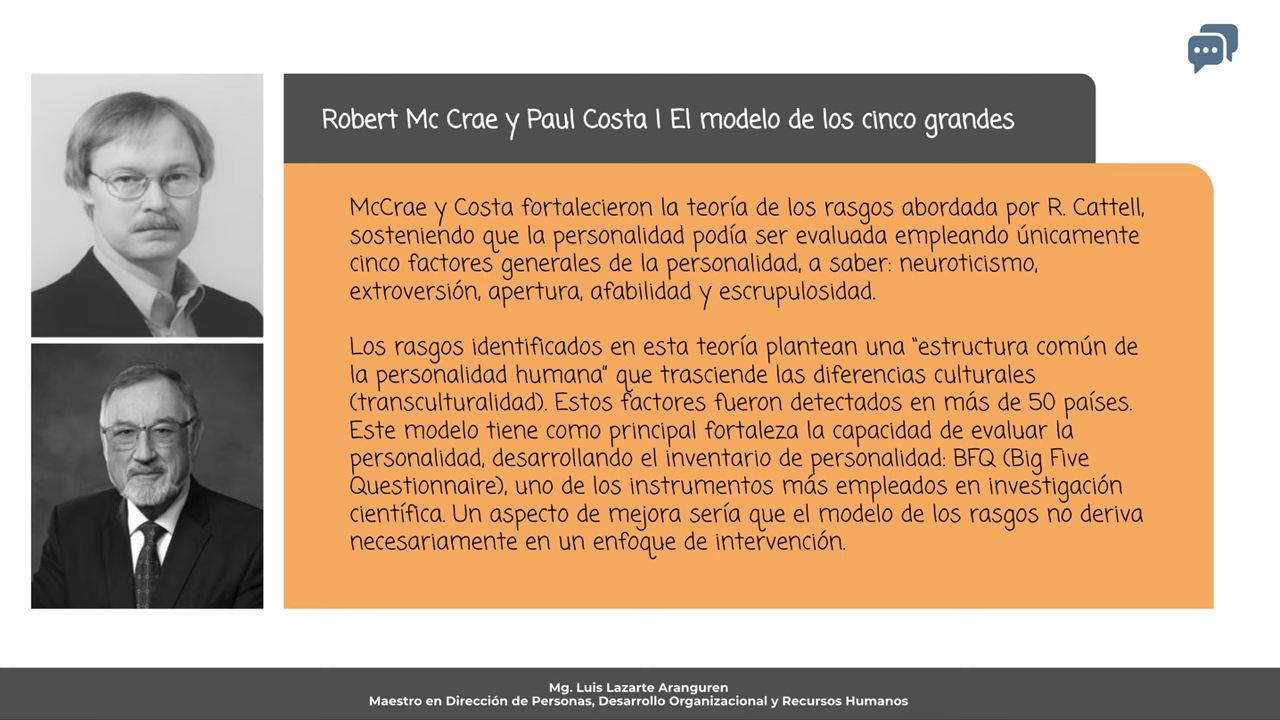 Robert Mc Crae y Paul Costa | El modelo de los cinco grandes
McCrae y Costa fortalecieron la teoría de los rasgos abordada por R. Cattell,
sosteniendo que la personalidad podía ser evaluada empleando únicamente
cinco factores generales de la personalidad, a saber: neuroticismo,
extroversión, apertura, afabilidad y escrupulosidad.
Los rasgos identificados en esta teoría plantean una “estructura común de
la personalidad humana” que trasciende las diferencias culturales
(transculturalidad). Estos factores fueron detectados en más de 50 países.
Este modelo tiene como principal fortaleza la capacidad de evaluar la
personalidad, desarrollando el inventario de personalidad: BFQ (Big Five
Questionnaire), uno de los instrumentos más empleados en investigación
científica. Un aspecto de mejora sería que el modelo de los rasgos no deriva
necesariamente en un enfoque de intervención.
Mg. Luis Lazarte Aranguren
Maestro en Dirección de Personas, Desarrollo Organizacional y Recursos Humanos